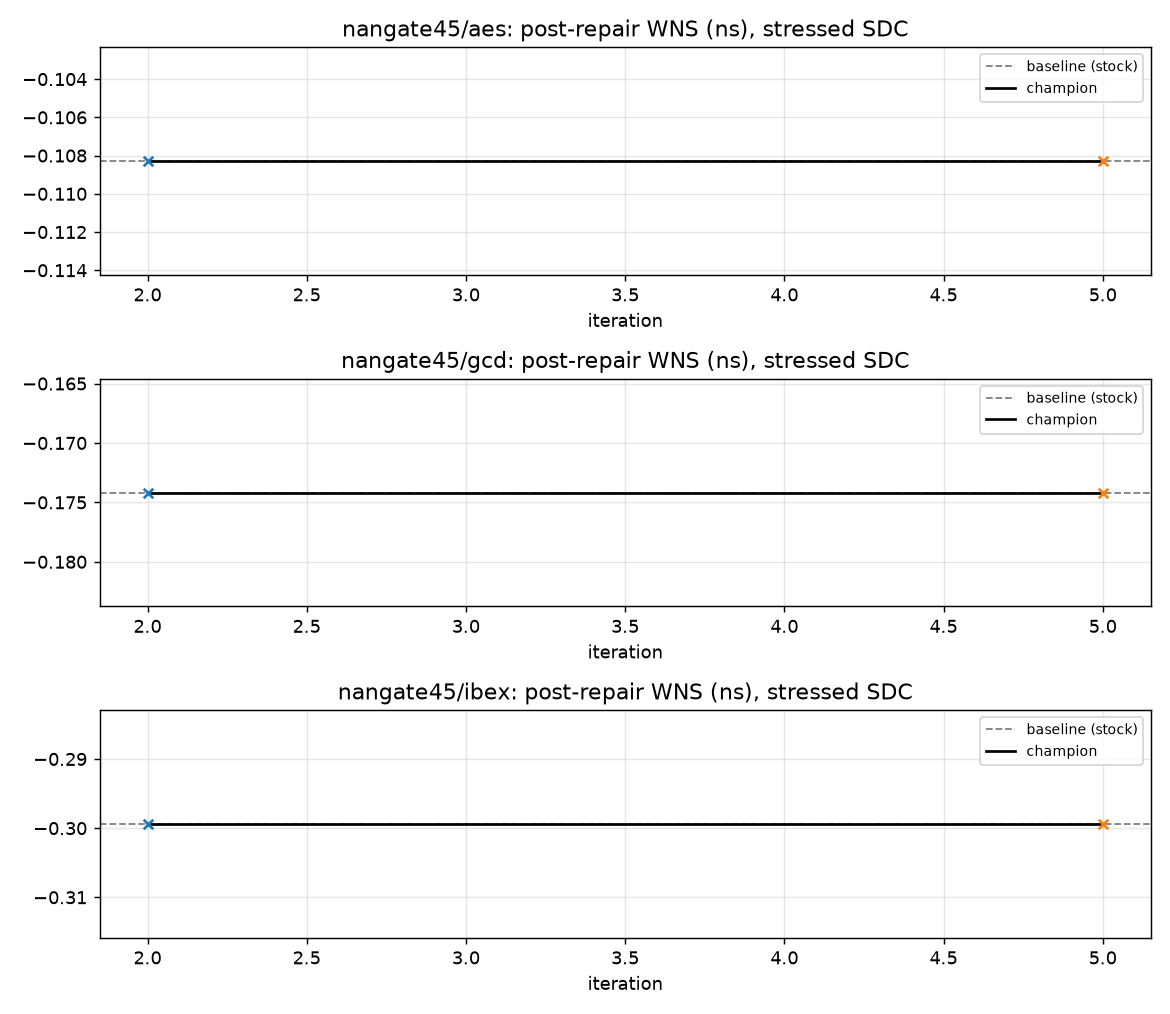 nangate45/aes: post-repair WNS (ns), stressed SDC
baseline (stock)
champion
−0.104
−0.106
−0.108
−0.110
−0.112
−0.114
2.0 2.5 3.0 3.5 4.0 4.5 5.0
iteration
nangate45/gcd: post-repair WNS (ns), stressed SDC
baseline (stock)
champion
−0.165
−0.170
−0.175
−0.180
2.0 2.5 3.0 3.5 4.0 4.5 5.0
iteration
nangate45/ibex: post-repair WNS (ns), stressed SDC
baseline (stock)
champion
−0.29
−0.30
−0.31
2.0 2.5 3.0 3.5 4.0 4.5 5.0
iteration